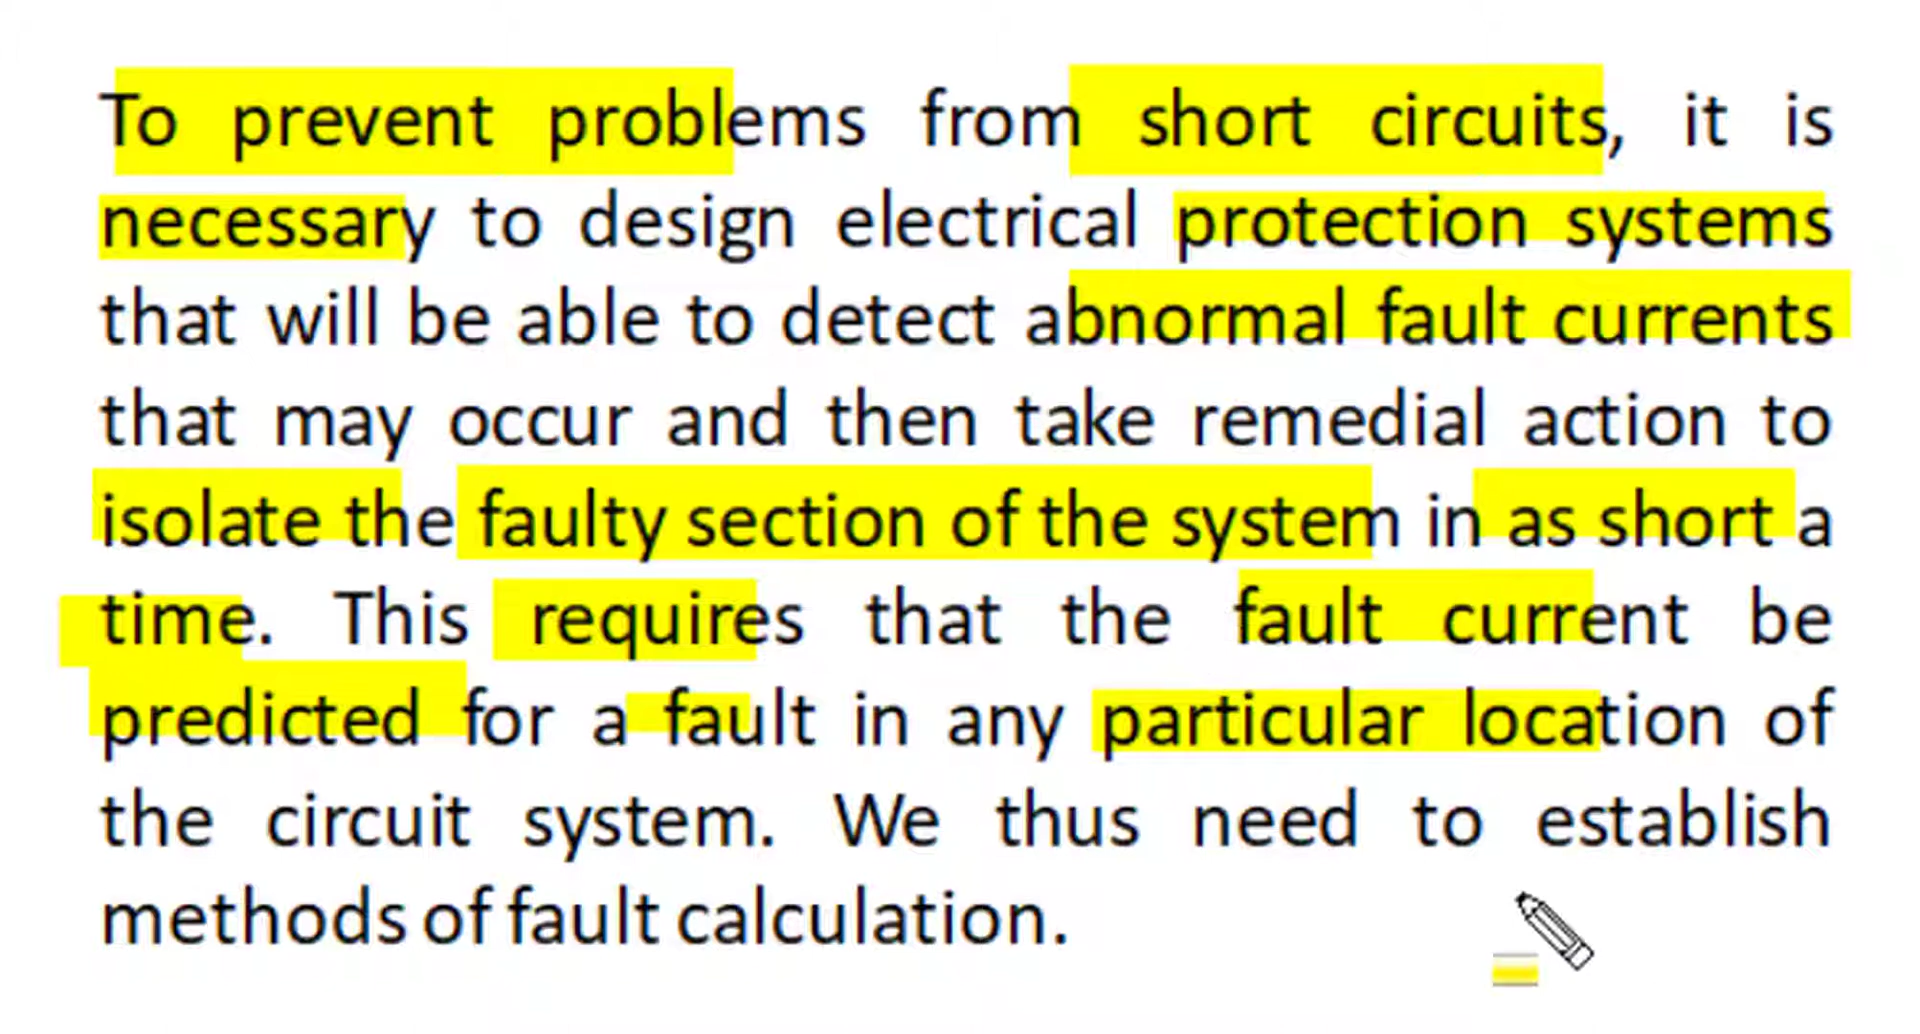 To prevent problems from short circuits, it is
necessary to design electrical protection systems
that will be able to detect abnormal fault currents
that may occur and then take remedial action to
isolate the faulty section of the system in as short a
time. This requires that the fault current be
predicted for a fault in any particular location of
the circuit system. We thus need to establish
methods of fault calculation.